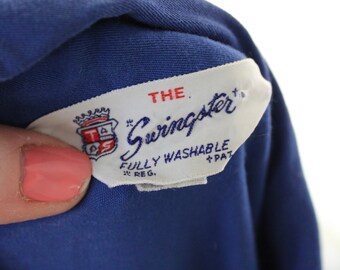 THE
"Swingster"
T S
FULLY WASHABLE
*REG. †PAT